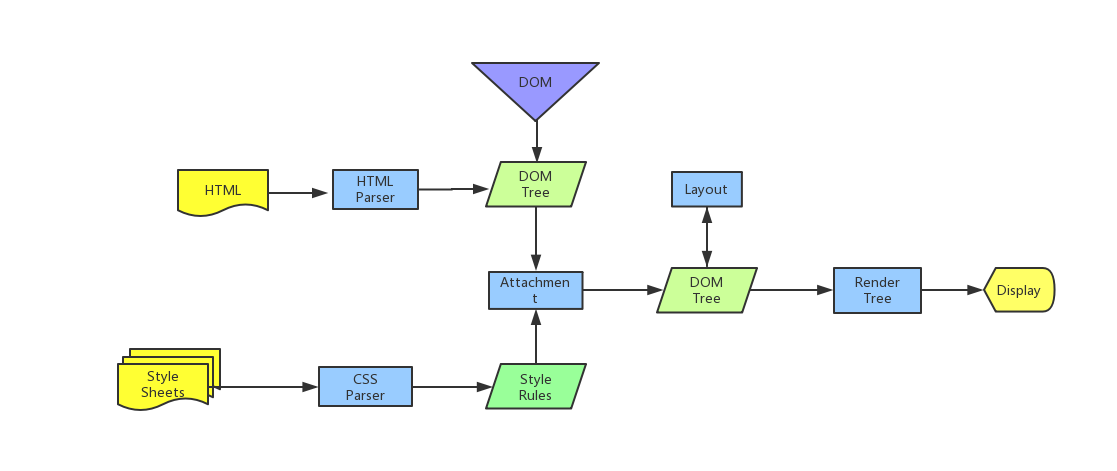 DOM
HTML
HTML
Parser
DOM
Tree
Layout
Attachmen
t
DOM
Tree
Render
Tree
Display
Style
Sheets
CSS
Parser
Style
Rules